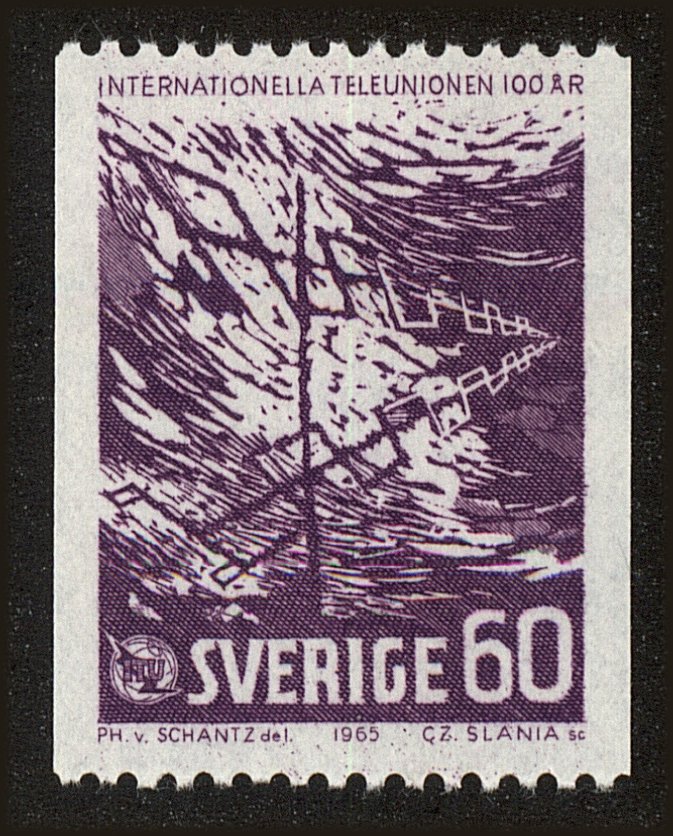 INTERNATIONELLA TELEUNIONEN 100 ÅR
ITU
SVERIGE 60
PH. v. SCHANTZ del. 1965 CZ. SLANIA sc